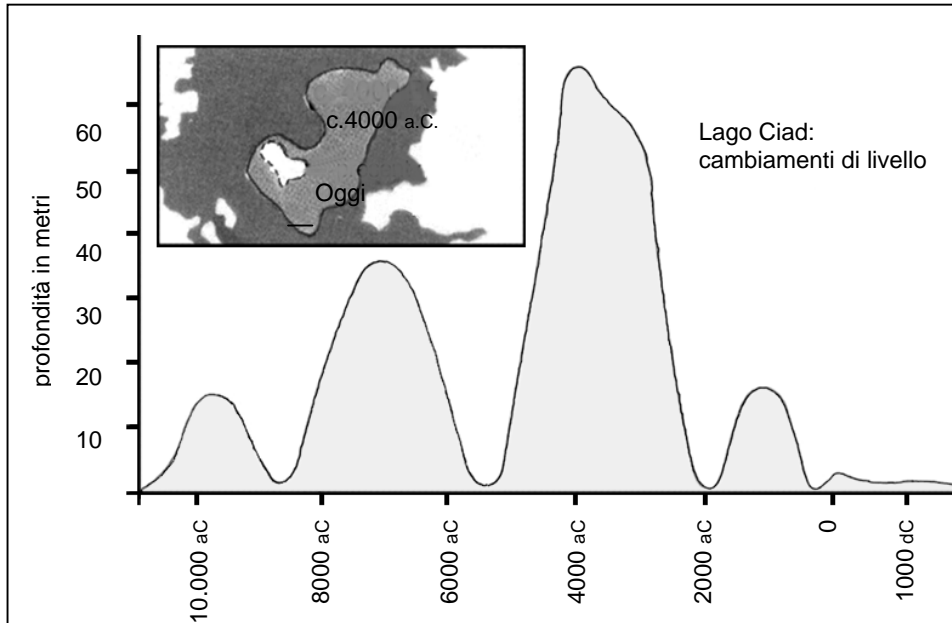 c.4000 a.C.
Oggi
Lago Ciad:
cambiamenti di livello
profondità in metri
60
50
40
30
20
10
10.000 aC
8000 aC
6000 aC
4000 aC
2000 aC
0
1000 dC